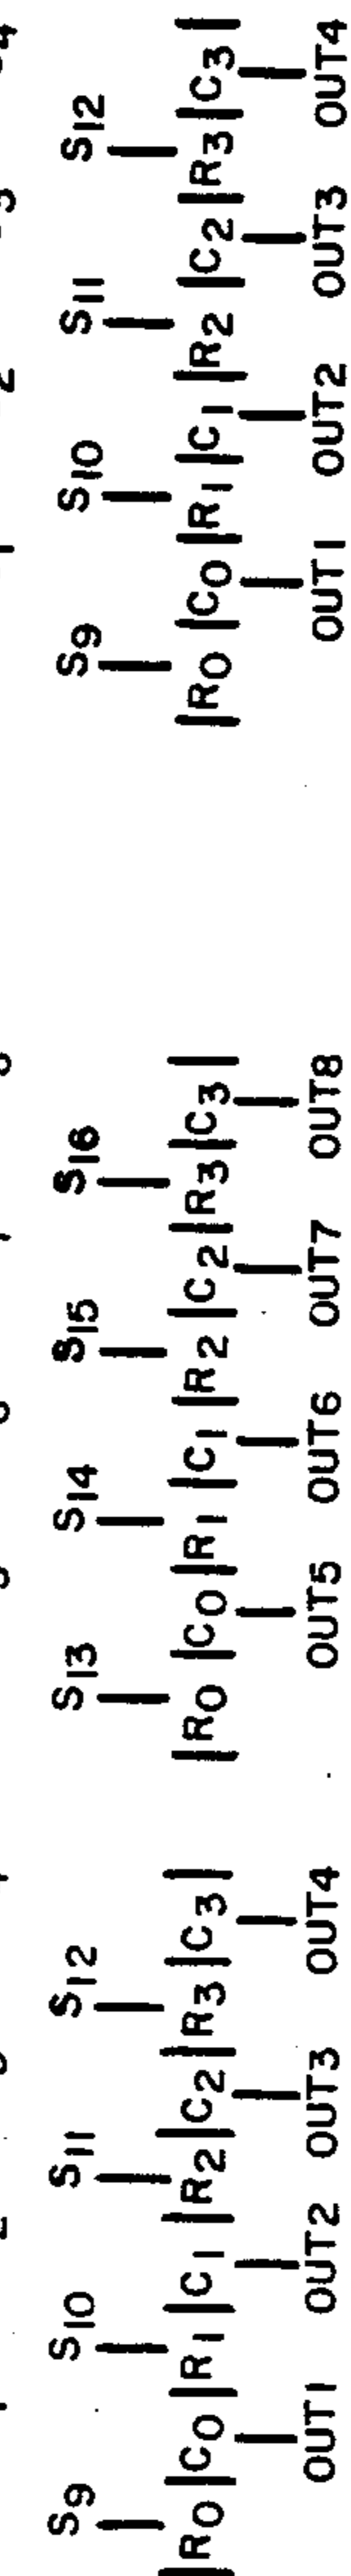 S9 S10 S11 S12 S13 S14 S15 S16 S9 S10 S11 S12
R0 C0 R1 C1 R2 C2 R3 C3 R0 C0 R1 C1 R2 C2 R3 C3 R0 C0 R1 C1 R2 C2 R3 C3
OUT1 OUT2 OUT3 OUT4 OUT5 OUT6 OUT7 OUT8 OUT1 OUT2 OUT3 OUT4